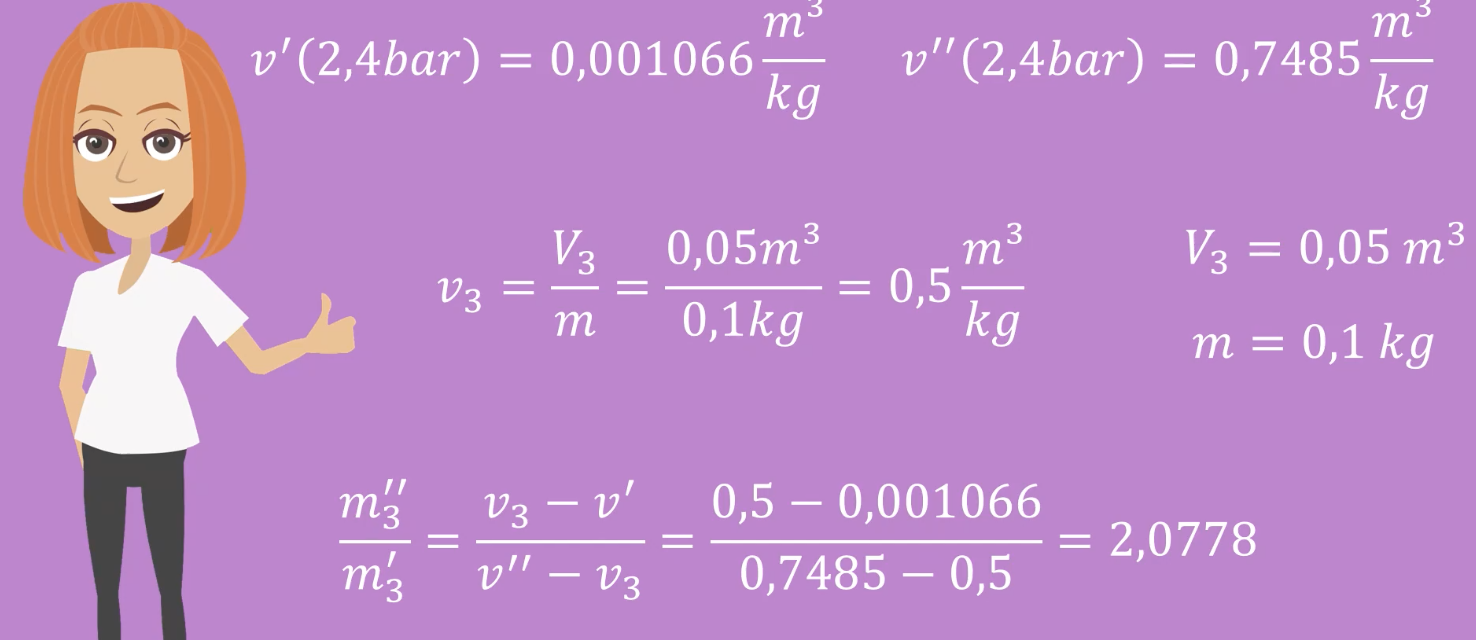 v′(2,4bar) = 0,001066 m³/kg v″(2,4bar) = 0,7485 m³/kg
v₃ = V₃/m = 0,05m³/0,1kg = 0,5 m³/kg
V₃ = 0,05 m³
m = 0,1 kg
m₃″/m₃′ = (v₃ − v′)/(v″ − v₃) = (0,5 − 0,001066)/(0,7485 − 0,5) = 2,0778